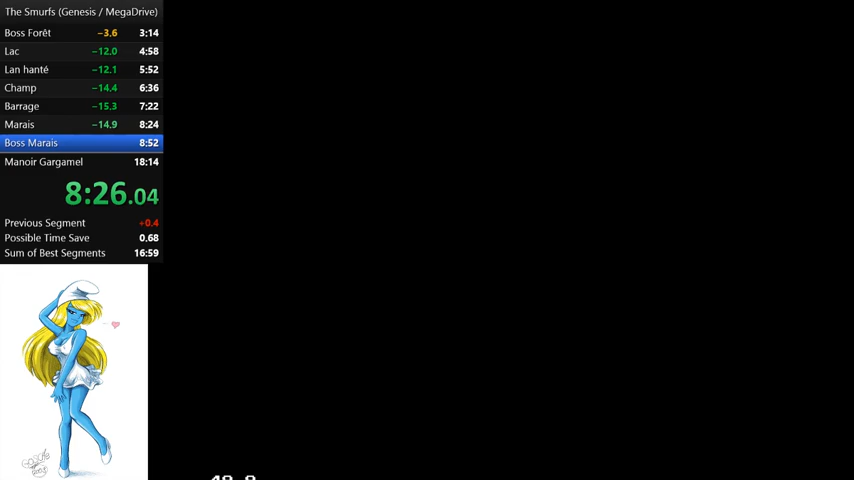 The Smurfs (Genesis / MegaDrive)
Boss Forêt −3.6 3:14
Lac −12.0 4:58
Lan hanté −12.1 5:52
Champ −14.4 6:36
Barrage −15.3 7:22
Marais −14.9 8:24
Boss Marais 8:52
Manoir Gargamel 18:14
8:26.04
Previous Segment +0.4
Possible Time Save 0.68
Sum of Best Segments 16:59